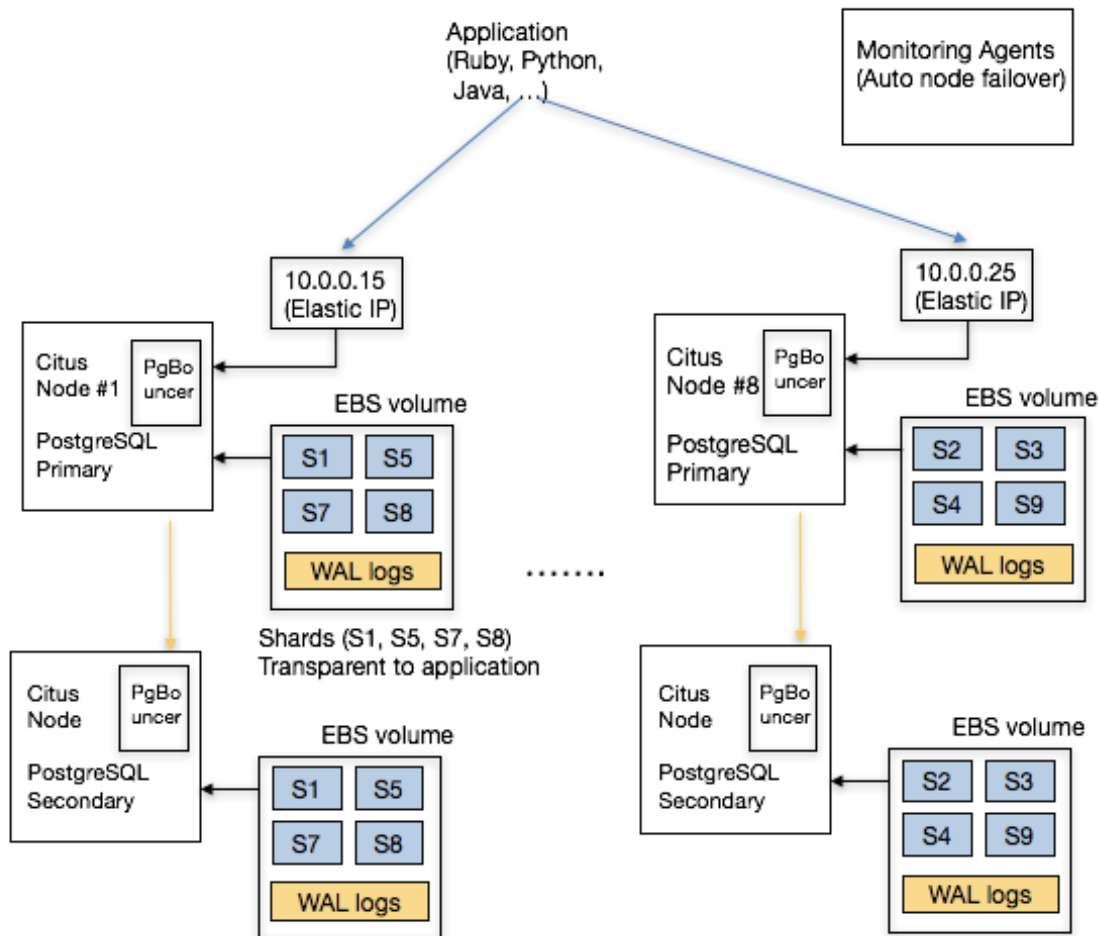 Application
(Ruby, Python,
Java, ...)
Monitoring Agents
(Auto node failover)
10.0.0.15
(Elastic IP)
10.0.0.25
(Elastic IP)
Citus
Node #1
PgBo
uncer
PostgreSQL
Primary
EBS volume
S1
S5
S7
S8
WAL logs
Shards (S1, S5, S7, S8)
Transparent to application
.......
Citus
Node #8
PgBo
uncer
PostgreSQL
Primary
EBS volume
S2
S3
S4
S9
WAL logs
Citus
Node
PgBo
uncer
PostgreSQL
Secondary
EBS volume
S1
S5
S7
S8
WAL logs
Citus
Node
PgBo
uncer
PostgreSQL
Secondary
EBS volume
S2
S3
S4
S9
WAL logs